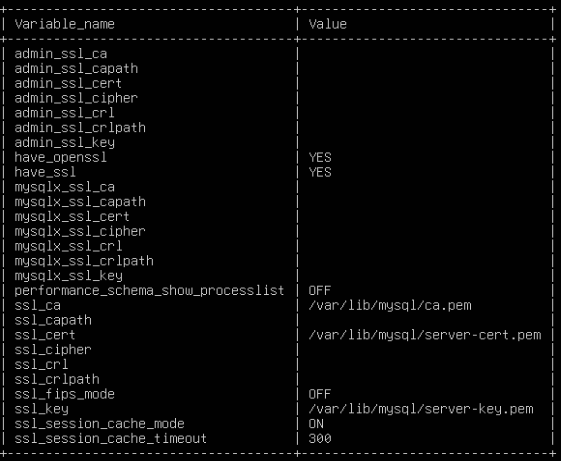 +-------------------------------------+--------------------------------+
| Variable_name | Value |
+-------------------------------------+--------------------------------+
| admin_ssl_ca | |
| admin_ssl_capath | |
| admin_ssl_cert | |
| admin_ssl_cipher | |
| admin_ssl_crl | |
| admin_ssl_crlpath | |
| admin_ssl_key | |
| have_openssl | YES |
| have_ssl | YES |
| mysqlx_ssl_ca | |
| mysqlx_ssl_capath | |
| mysqlx_ssl_cert | |
| mysqlx_ssl_cipher | |
| mysqlx_ssl_crl | |
| mysqlx_ssl_crlpath | |
| mysqlx_ssl_key | |
| performance_schema_show_processlist | OFF |
| ssl_ca | /var/lib/mysql/ca.pem |
| ssl_capath | |
| ssl_cert | /var/lib/mysql/server-cert.pem |
| ssl_cipher | |
| ssl_crl | |
| ssl_crlpath | |
| ssl_fips_mode | OFF |
| ssl_key | /var/lib/mysql/server-key.pem |
| ssl_session_cache_mode | ON |
| ssl_session_cache_timeout | 300 |
+-------------------------------------+--------------------------------+